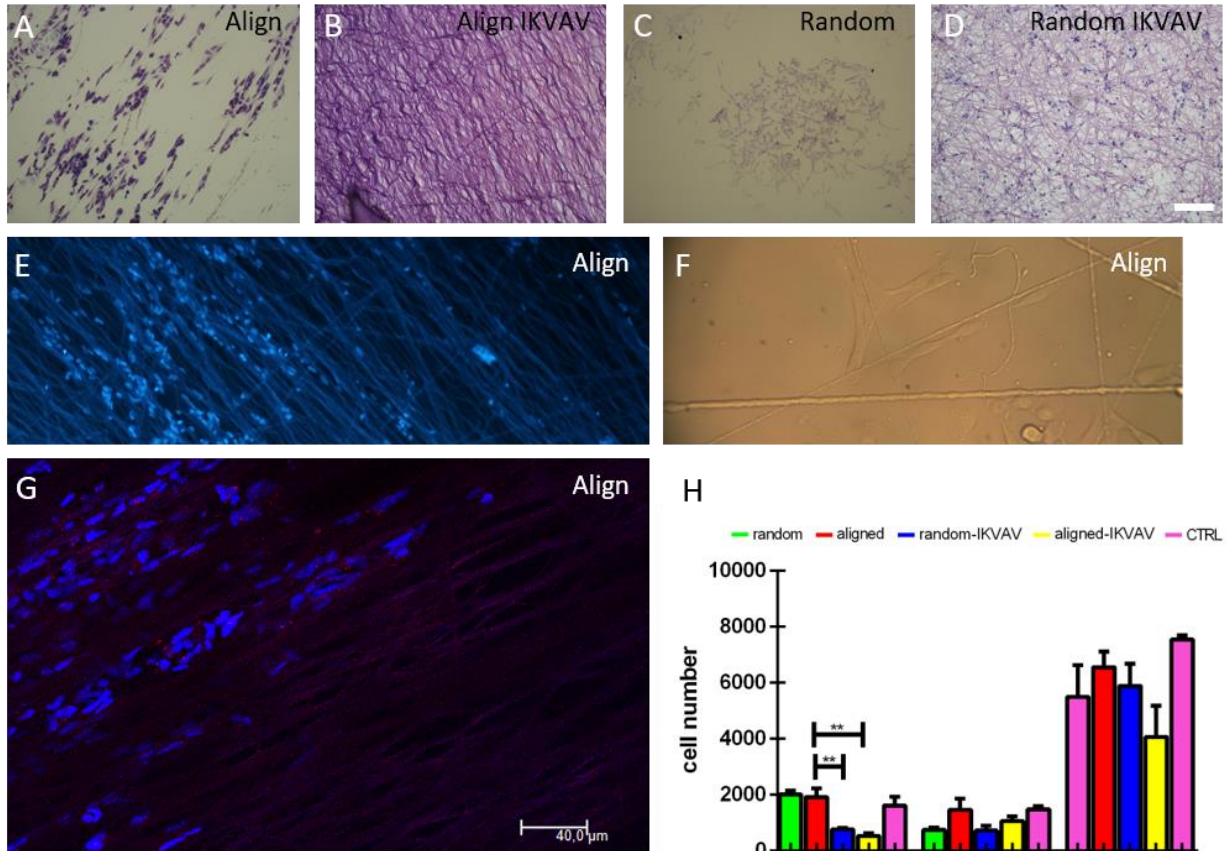 A Align
B Align IKVAV
C Random
D Random IKVAV
E Align
F Align
G Align
40,0 µm
H
random aligned random-IKVAV aligned-IKVAV CTRL
10000
8000
6000
4000
2000
0
cell number
**
**